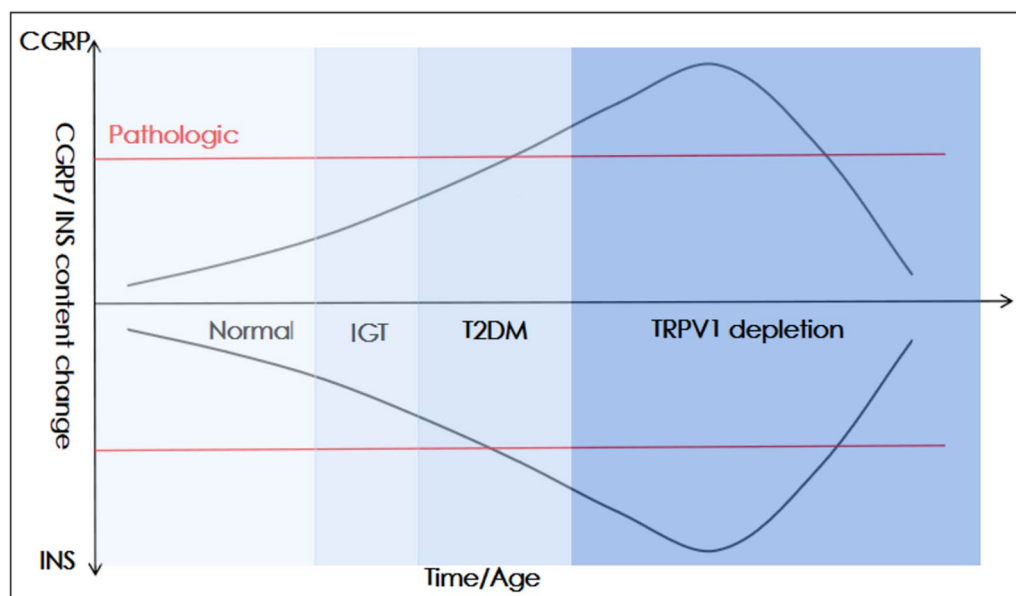 CGRP
Pathologic
CGRP/ INS content change
Normal
IGT
T2DM
TRPV1 depletion
INS
Time/Age